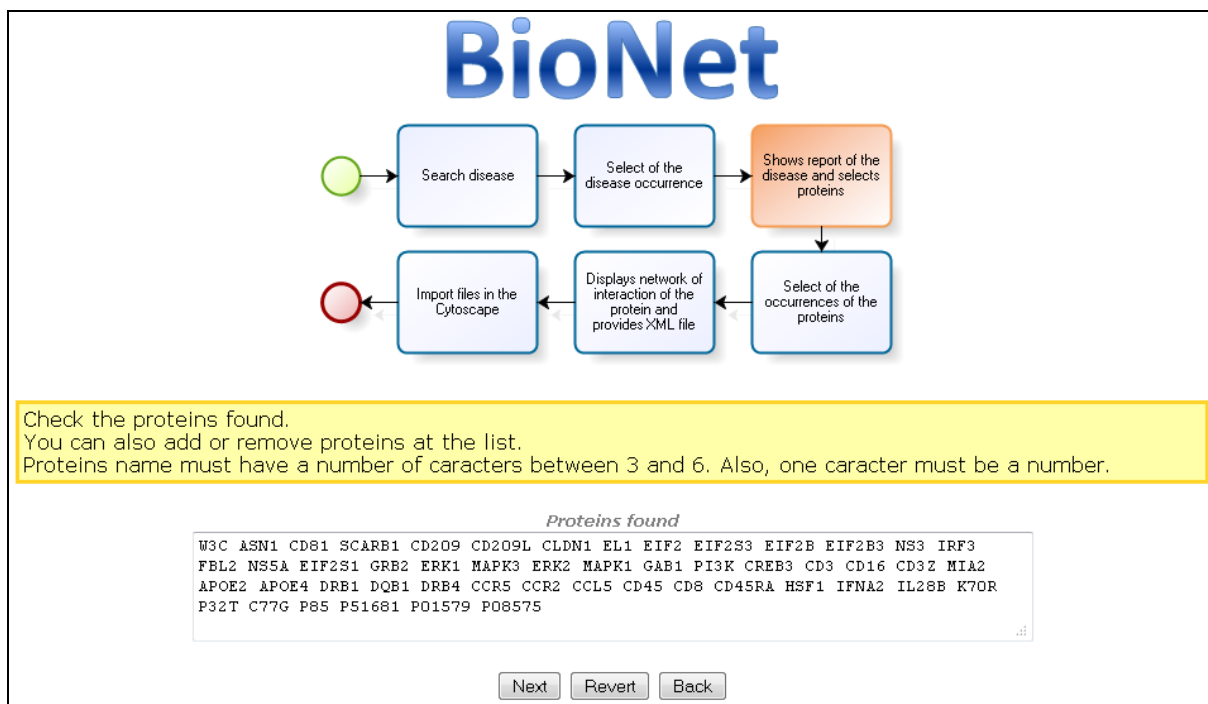 BioNet
Search disease
Select of the
disease occurrence
Shows report of the
disease and selects
proteins
Import files in the
Cytoscape
Displays network of
interaction of the
protein and
provides XML file
Select of the
occurrences of the
proteins
Check the proteins found.
You can also add or remove proteins at the list.
Proteins name must have a number of caracters between 3 and 6. Also, one caracter must be a number.
Proteins found
W3C ASN1 CD81 SCARB1 CD209 CD209L CLDN1 EL1 EIF2 EIF2S3 EIF2B EIF2B3 NS3 IRF3
FBL2 NS5A EIF2S1 GRB2 ERK1 MAPK3 ERK2 MAPK1 GAB1 PI3K CREB3 CD3 CD16 CD3Z MIA2
APOE2 APOE4 DRB1 DQB1 DRB4 CCR5 CCR2 CCL5 CD45 CD8 CD45RA HSF1 IFNA2 IL28B K70R
P32T C77G P85 P51681 P01579 P08575
Next Revert Back